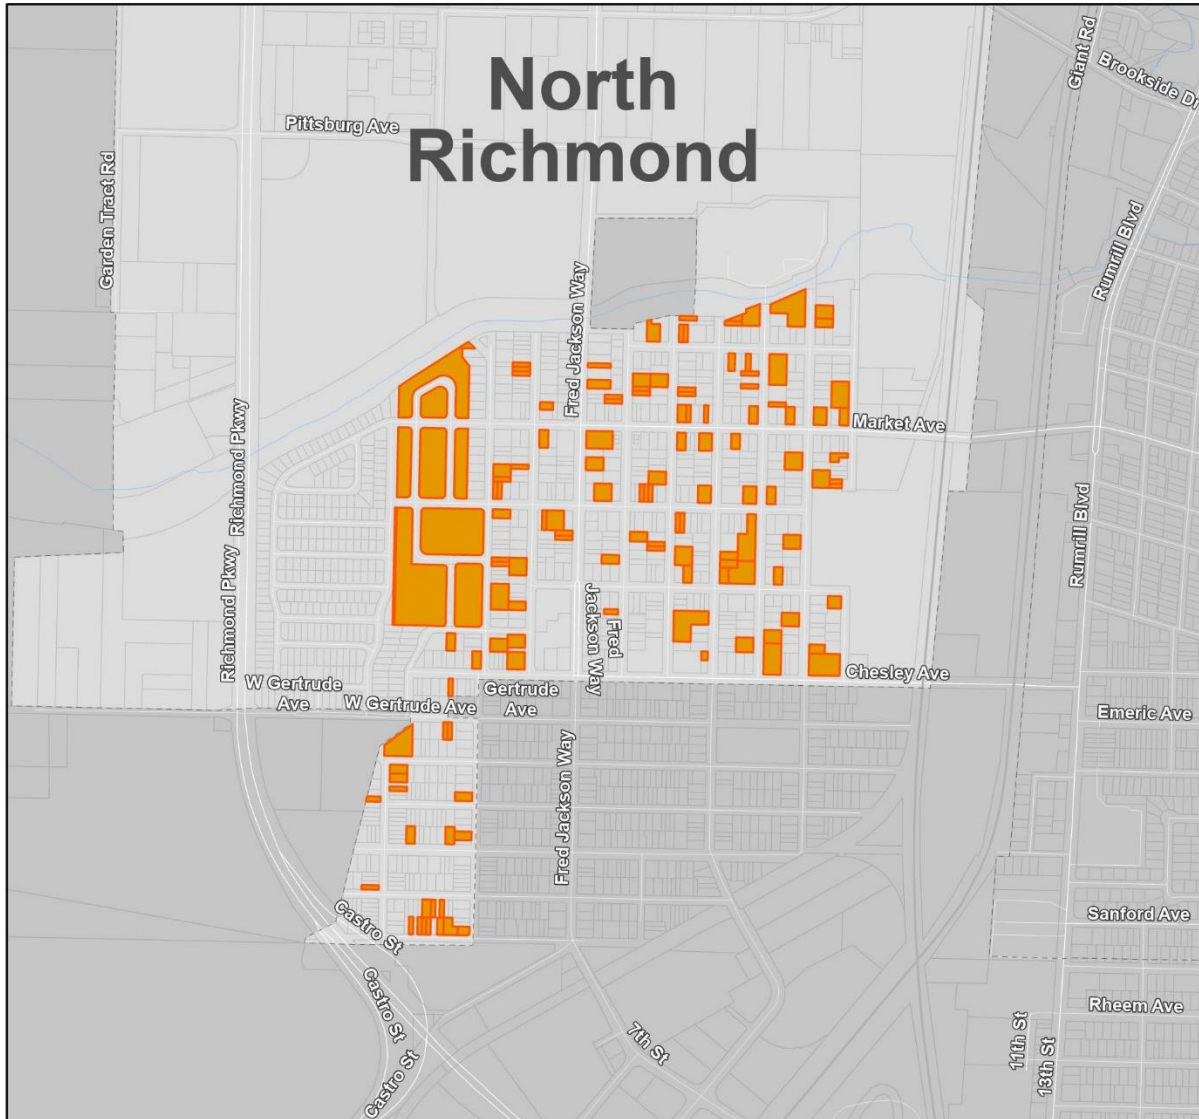 North
Richmond
Giant Rd
Brookside Dr
Pittsburg Ave
Garden Tract Rd
Rumrill Blvd
Fred Jackson Way
Richmond Pkwy
Market Ave
Rumrill Blvd
Richmond Pkwy
Fred
Jackson Way
W Gertrude
Ave
W Gertrude Ave
Gertrude
Ave
Chesley Ave
Emeric Ave
Fred Jackson Way
Castro St
Sanford Ave
Castro St
Rheem Ave
7th St
11th St
13th St
Castro St